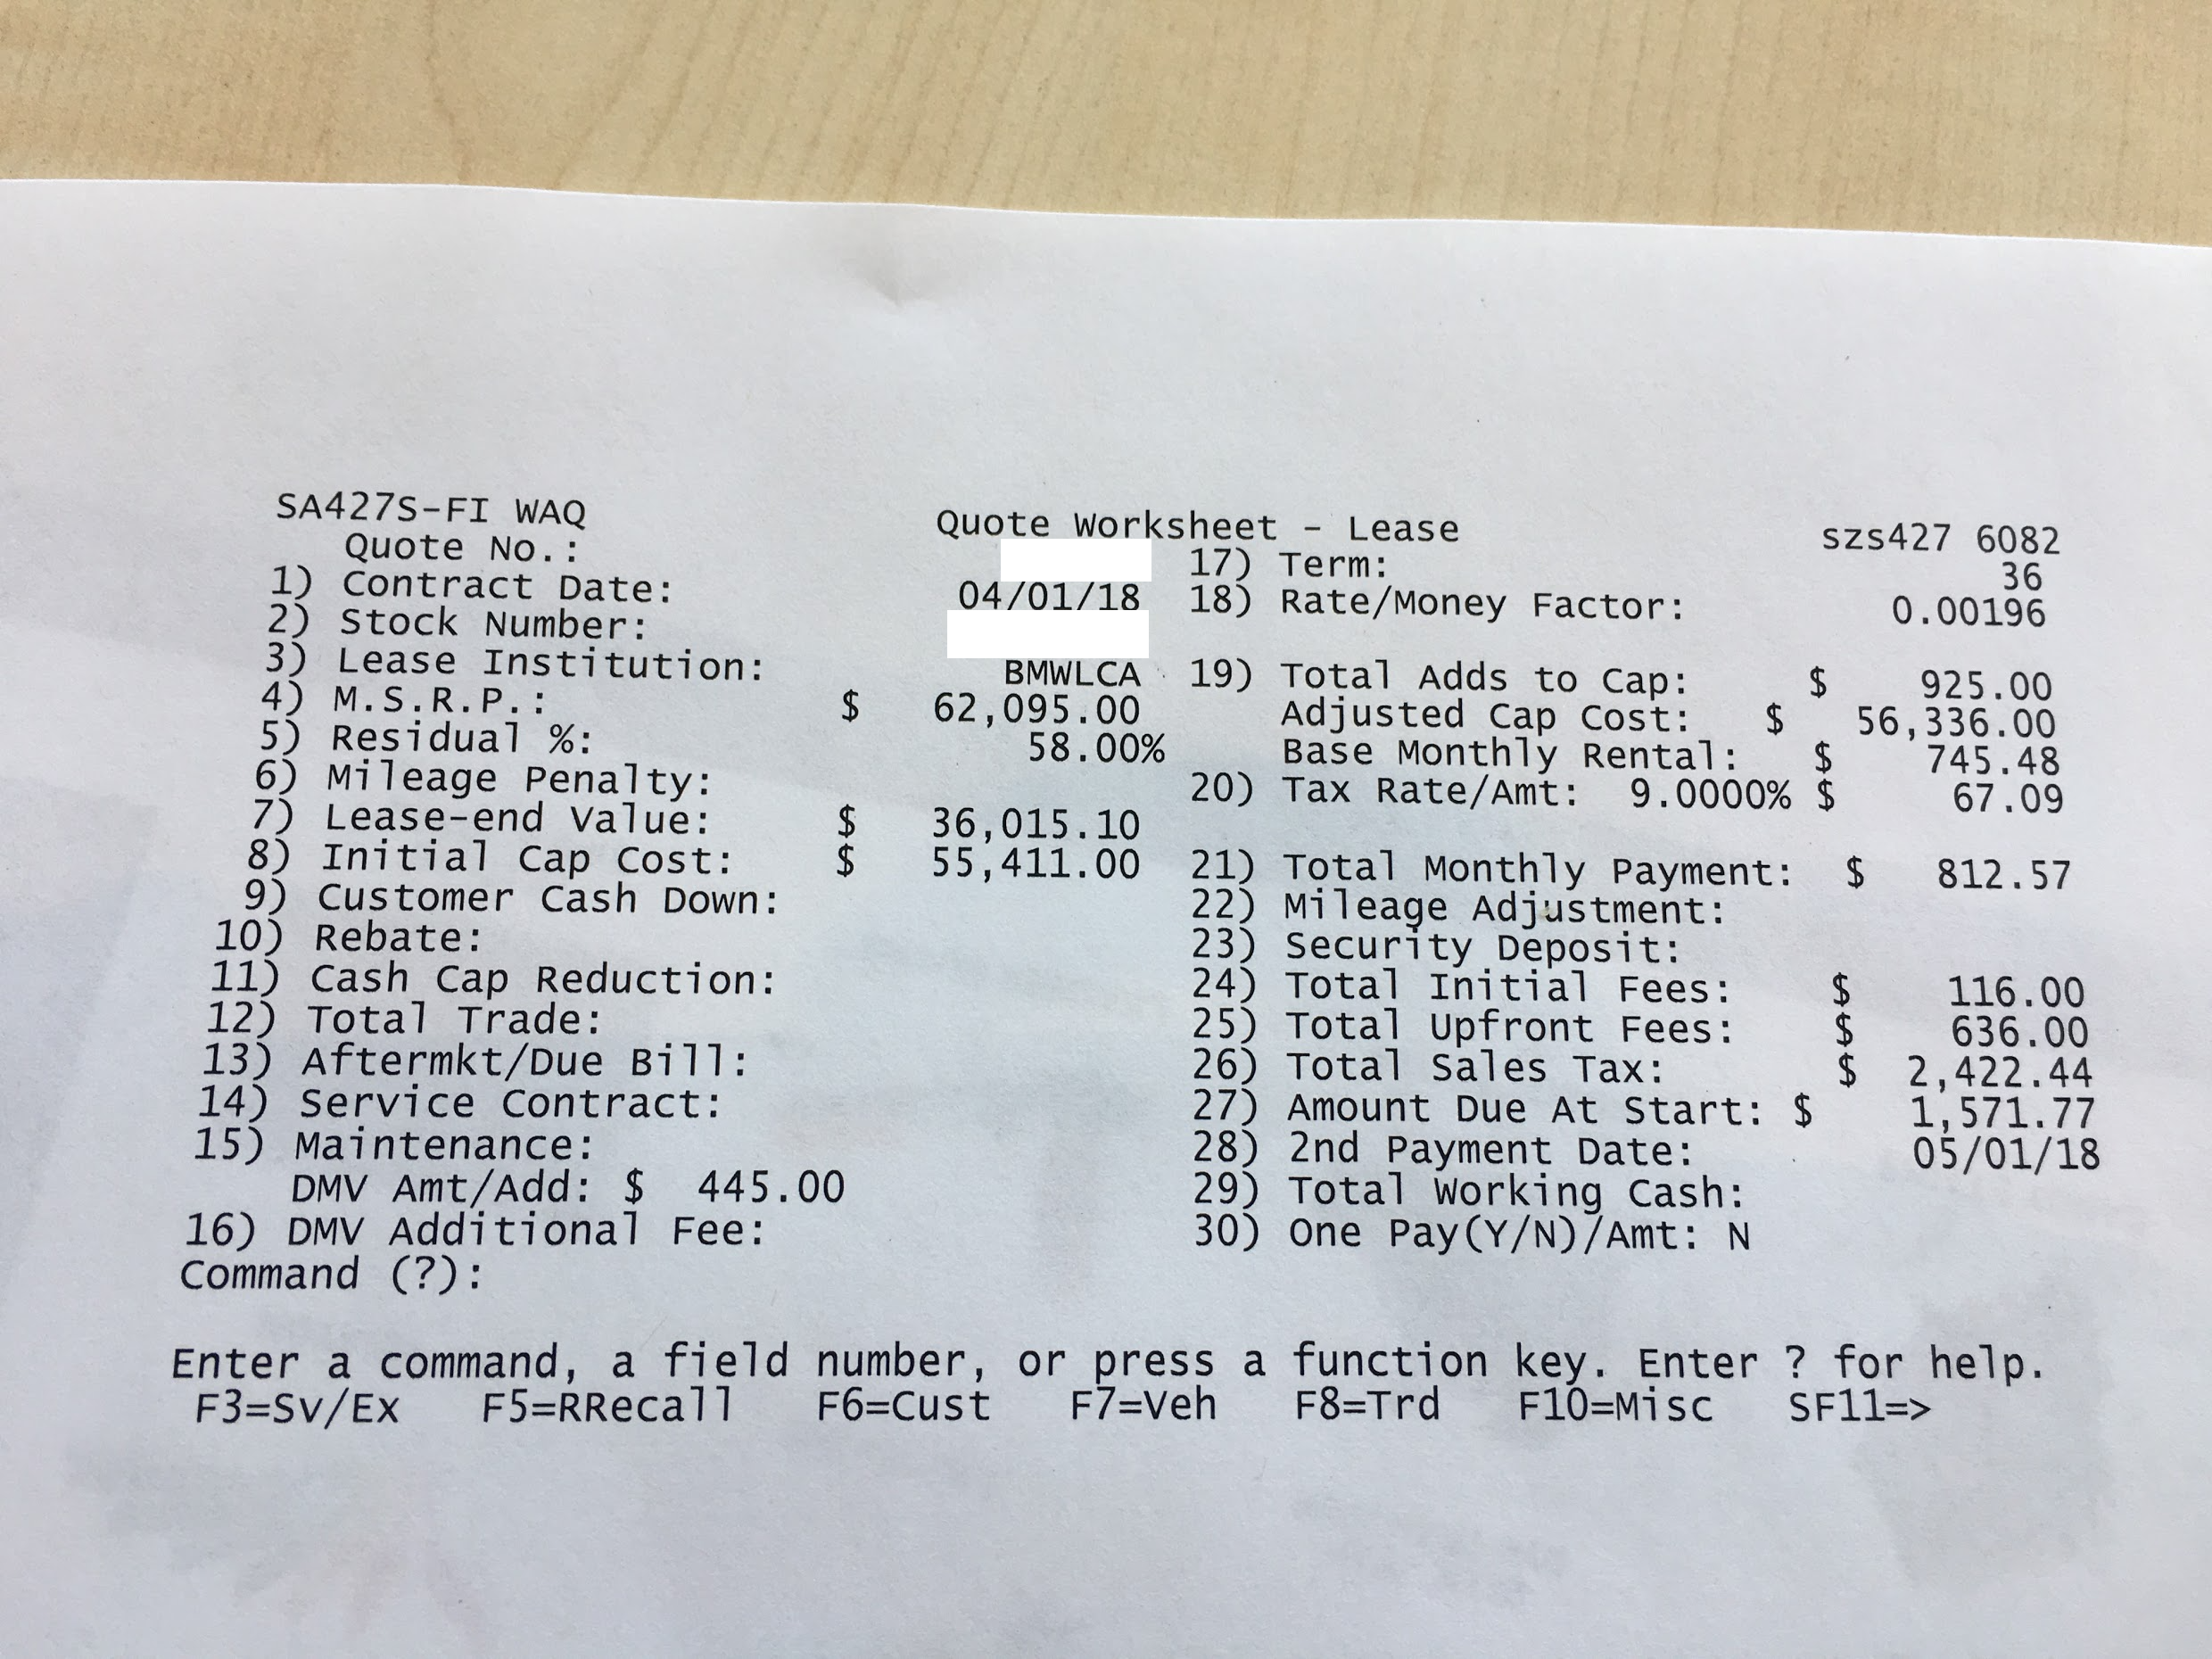 SA427S-FI WAQ Quote Worksheet - Lease szs427 6082
Quote No.: 17) Term: 36
1) Contract Date: 04/01/18 18) Rate/Money Factor: 0.00196
2) Stock Number:
3) Lease Institution: BMWLCA 19) Total Adds to Cap: $ 925.00
4) M.S.R.P.: $ 62,095.00 Adjusted Cap Cost: $ 56,336.00
5) Residual %: 58.00% Base Monthly Rental: $ 745.48
6) Mileage Penalty: 20) Tax Rate/Amt: 9.0000% $ 67.09
7) Lease-end Value: $ 36,015.10
8) Initial Cap Cost: $ 55,411.00 21) Total Monthly Payment: $ 812.57
9) Customer Cash Down: 22) Mileage Adjustment:
10) Rebate: 23) Security Deposit:
11) Cash Cap Reduction: 24) Total Initial Fees: $ 116.00
12) Total Trade: 25) Total Upfront Fees: $ 636.00
13) Aftermkt/Due Bill: 26) Total Sales Tax: $ 2,422.44
14) Service Contract: 27) Amount Due At Start: $ 1,571.77
15) Maintenance: 28) 2nd Payment Date: 05/01/18
DMV Amt/Add: $ 445.00 29) Total Working Cash:
16) DMV Additional Fee: 30) One Pay(Y/N)/Amt: N
Command (?):
Enter a command, a field number, or press a function key. Enter ? for help.
F3=Sv/Ex F5=RRecall F6=Cust F7=Veh F8=Trd F10=Misc SF11=>